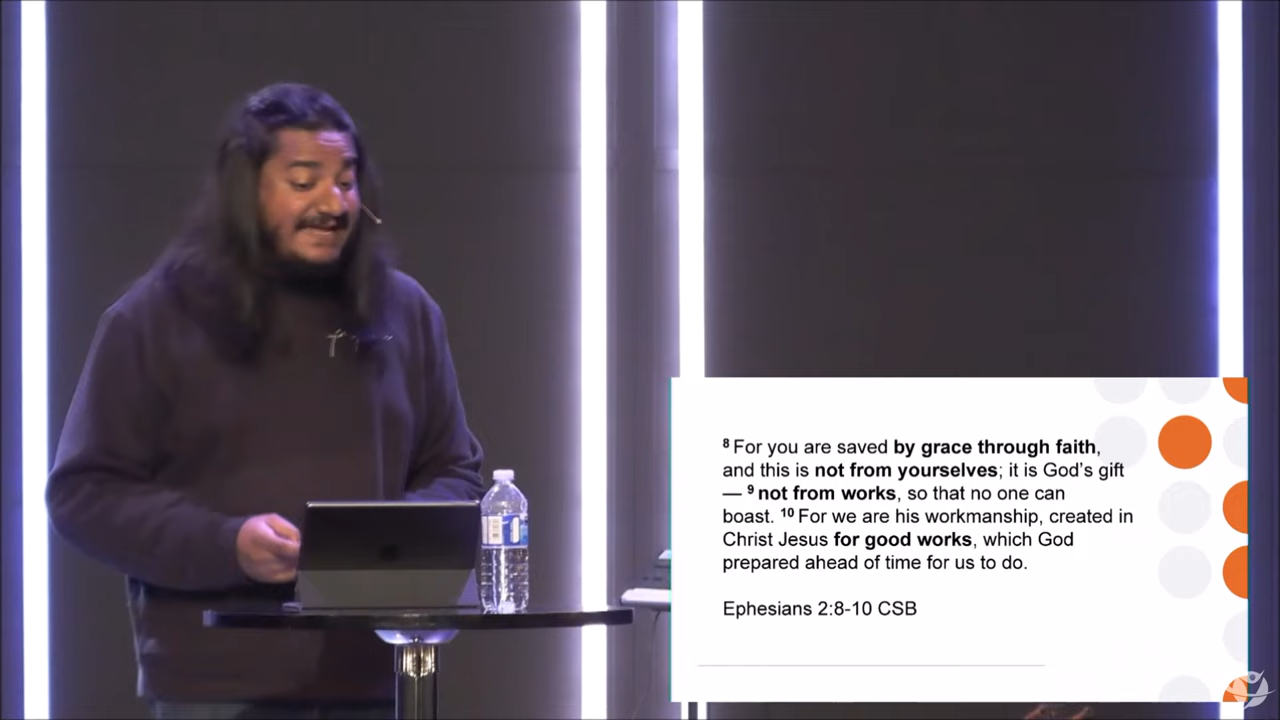 ⁸ For you are saved by grace through faith,
and this is not from yourselves; it is God's gift
— ⁹ not from works, so that no one can
boast. ¹⁰ For we are his workmanship, created in
Christ Jesus for good works, which God
prepared ahead of time for us to do.
Ephesians 2:8-10 CSB